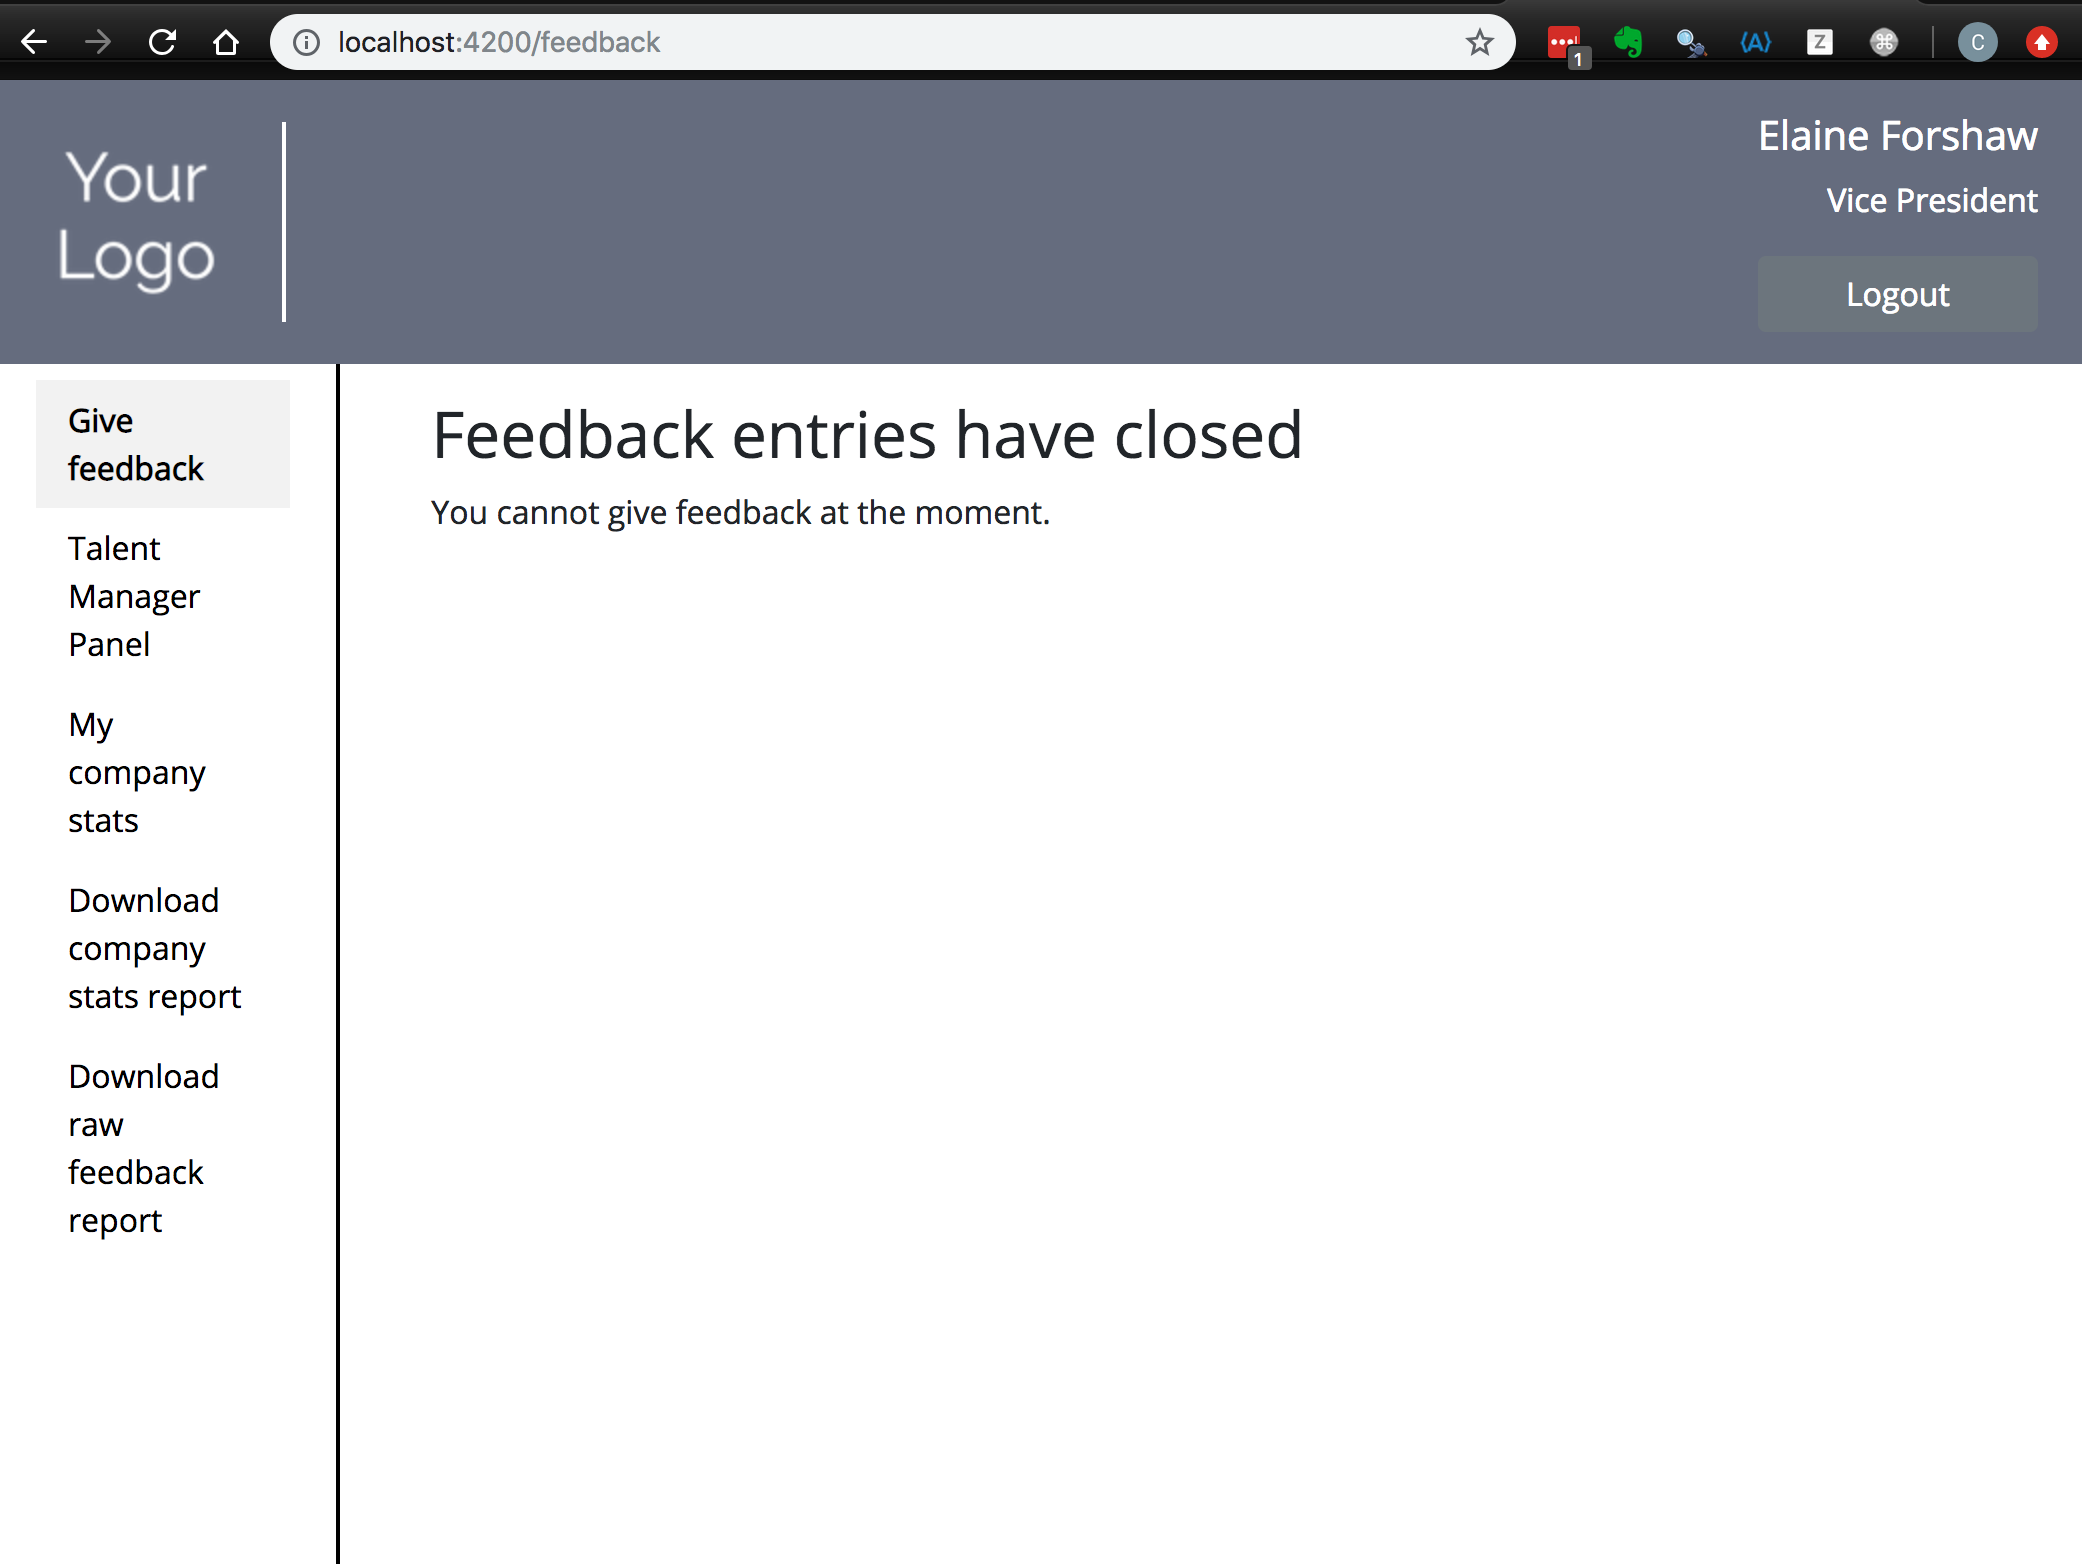 localhost:4200/feedback
1
Z
C
Your
Logo
Elaine Forshaw
Vice President
Logout
Give
feedback
Talent
Manager
Panel
My
company
stats
Download
company
stats report
Download
raw
feedback
report
Feedback entries have closed
You cannot give feedback at the moment.